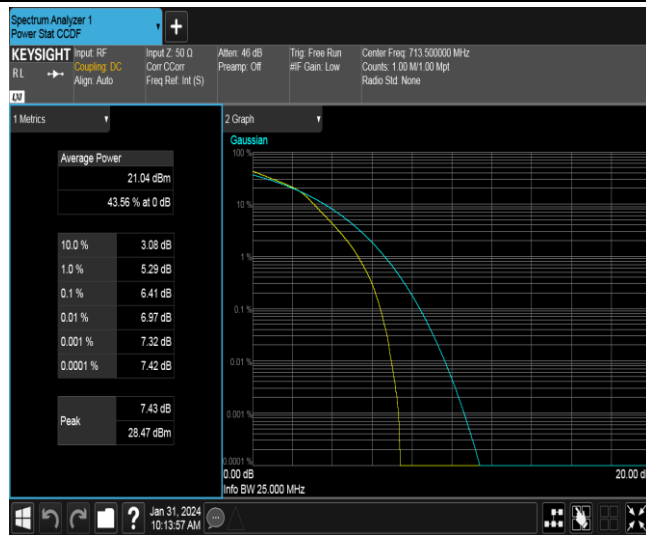 Spectrum Analyzer 1
Power Stat CCDF
+
KEYSIGHT
RL
Input: RF
Coupling: DC
Align: Auto
Input Z: 50 Ω
Corr CCorr
Freq Ref: Int (S)
Atten: 46 dB
Preamp: Off
Trig: Free Run
#IF Gain: Low
Center Freq: 713.500000 MHz
Counts: 1.00 M/1.00 Mpt
Radio Std: None
1 Metrics
Average Power
21.04 dBm
43.56 % at 0 dB
10.0 % 3.08 dB
1.0 % 5.29 dB
0.1 % 6.41 dB
0.01 % 6.97 dB
0.001 % 7.32 dB
0.0001 % 7.42 dB
Peak
7.43 dB
28.47 dBm
2 Graph
Gaussian
100 %
10 %
1 %
0.1 %
0.01 %
0.001 %
0.0001 %
0.00 dB
20.00 d
Info BW 25.000 MHz
?
Jan 31, 2024
10:13:57 AM